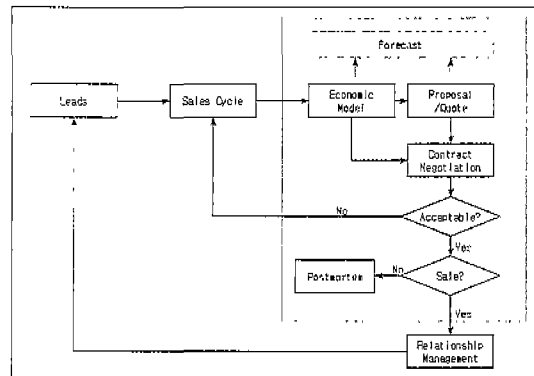 Forecast
Leads
Sales Cycle
Economic
Model
Proposal
/Quote
Contract
Negotiation
No
Acceptable?
Yes
Postmortem
No
Sale?
Yes
Relationship
Management